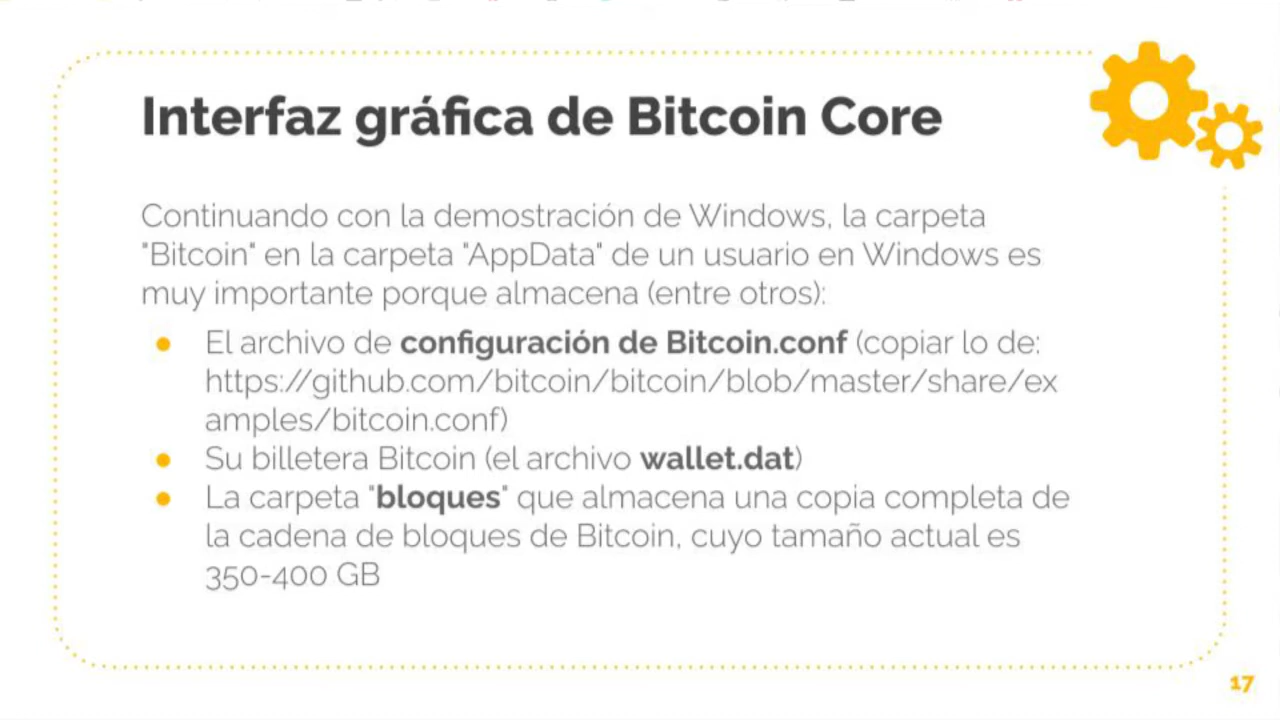 Interfaz gráfica de Bitcoin Core
Continuando con la demostración de Windows, la carpeta
"Bitcoin" en la carpeta "AppData" de un usuario en Windows es
muy importante porque almacena (entre otros):
● El archivo de configuración de Bitcoin.conf (copiar lo de:
https://github.com/bitcoin/bitcoin/blob/master/share/ex
amples/bitcoin.conf)
● Su billetera Bitcoin (el archivo wallet.dat)
● La carpeta "bloques" que almacena una copia completa de
la cadena de bloques de Bitcoin, cuyo tamaño actual es
350-400 GB
17